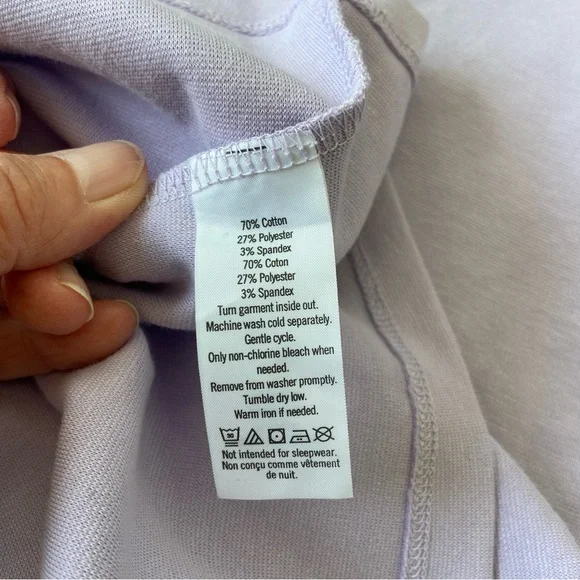 70% Cotton
27% Polyester
3% Spandex
70% Coton
27% Polyester
3% Spandex
Turn garment inside out.
Machine wash cold separately.
Gentle cycle.
Only non-chlorine bleach when
needed.
Remove from washer promptly.
Tumble dry low.
Warm iron if needed.
30
Not intended for sleepwear.
Non conçu comme vêtement
de nuit.